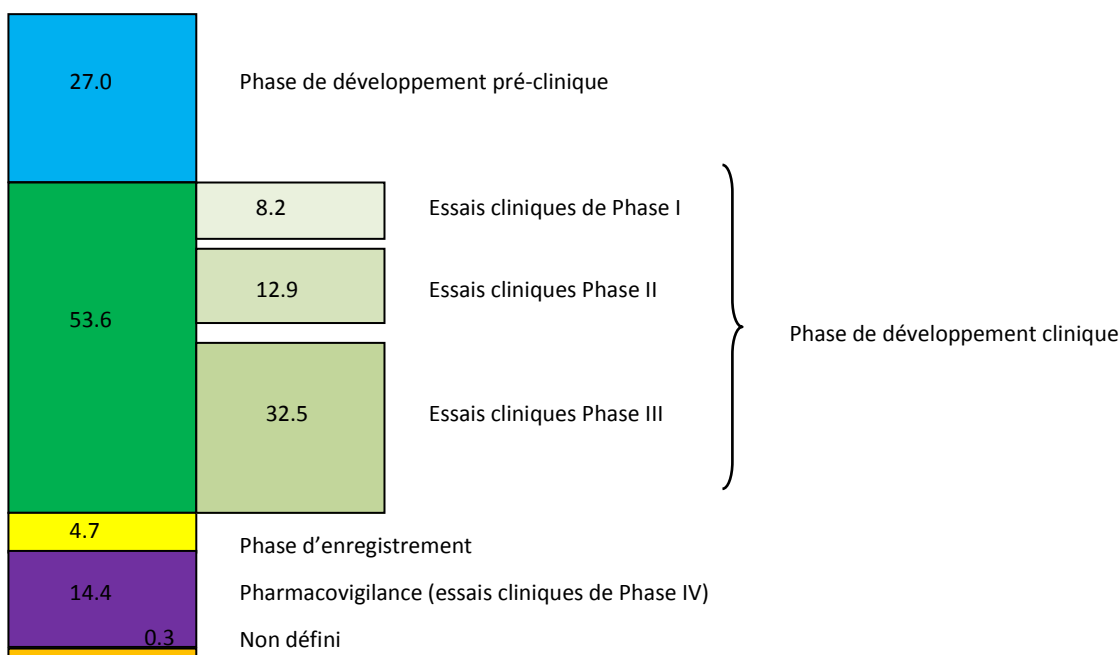 27.0 Phase de développement pré-clinique
8.2 Essais cliniques de Phase I
12.9 Essais cliniques Phase II
53.6
Phase de développement clinique
32.5 Essais cliniques Phase III
4.7
Phase d’enregistrement
14.4 Pharmacovigilance (essais cliniques de Phase IV)
0.3 Non défini